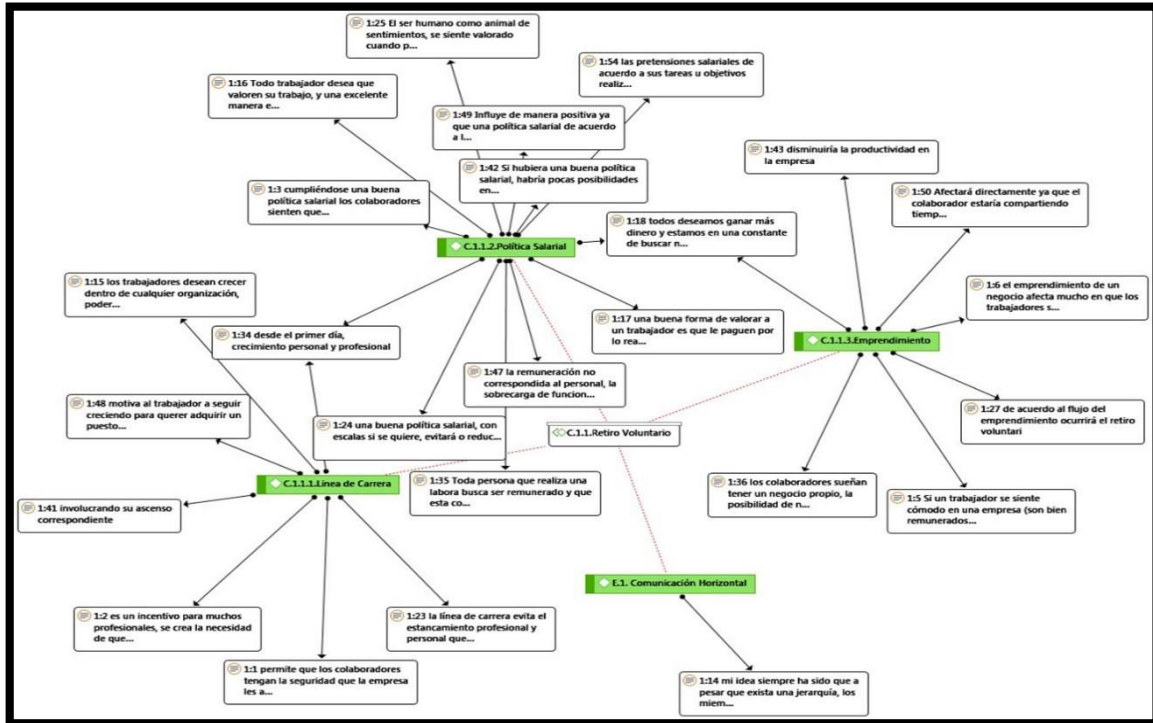 1:25 El ser humano como animal de
sentimientos, se siente valorado
cuando p...
1:54 las pretensiones salariales de
acuerdo a sus tareas u objetivos
realiz...
1:16 Todo trabajador desea que
valoren su trabajo, y una excelente
manera e...
1:49 Influye de manera positiva ya
que una política salarial de acuerdo
a l...
1:43 disminuiría la productividad en
la empresa
1:42 Si hubiera una buena política
salarial, habría pocas posibilidades
en...
1:3 cumpliéndose una buena
política salarial los colaboradores
sienten que...
1:50 Afectará directamente ya que el
colaborador estaría compartiendo
tiemp...
1:18 todos deseamos ganar más
dinero y estamos en una constante
de buscar n...
C.1.1.2.Política Salarial
1:15 los trabajadores desean crecer
dentro de cualquier organización,
poder...
1:6 el emprendimiento de un
negocio afecta mucho en que los
trabajadores s...
1:34 desde el primer día,
crecimiento personal y profesional
1:17 una buena forma de valorar a
un trabajador es que le paguen por
lo rea...
C.1.1.3.Emprendimiento
1:47 la remuneración no
correspondida al personal, la
sobrecarga de funcion...
1:48 motiva al trabajador a seguir
creciendo para querer adquirir un
puesto...
1:27 de acuerdo al flujo del
emprendimiento ocurrirá el retiro
voluntari
1:24 una buena política salarial, con
escalas si se quiere, evitará o reduc...
C.1.1.Retiro Voluntario
C.1.1.1.Línea de Carrera
1:35 Toda persona que realiza una
labora busca ser remunerado y que
esta co...
1:36 los colaboradores sueñan
tener un negocio propio, la
posibilidad de n...
1:5 Si un trabajador se siente
cómodo en una empresa (son bien
remunerados...
1:41 involucrando su ascenso
correspondiente
E.1. Comunicación Horizontal
1:2 es un incentivo para muchos
profesionales, se crea la necesidad
de que...
1:23 la línea de carrera evita el
estancamiento profesional y
personal que...
1:1 permite que los colaboradores
tengan la seguridad que la empresa
les a...
1:14 mi idea siempre ha sido que a
pesar que exista una jerarquía, los
miem...